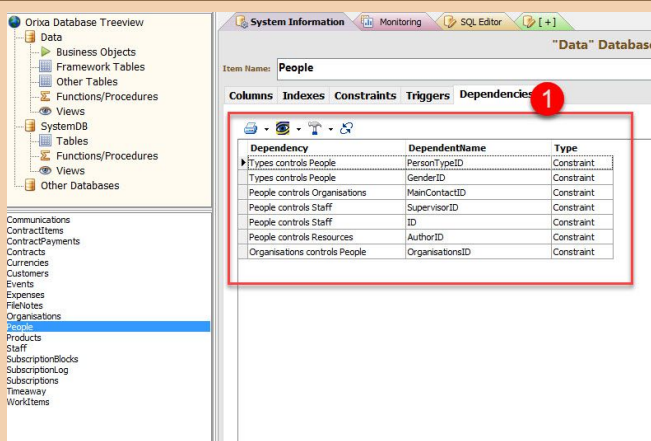 Orixa Database Treeview
Data
Business Objects
Framework Tables
Other Tables
Functions/Procedures
Views
SystemDB
Tables
Functions/Procedures
Views
Other Databases
Communications
ContractItems
ContractPayments
Contracts
Currencies
Customers
Events
Expenses
FileNotes
Organisations
People
Products
Staff
SubscriptionBlocks
SubscriptionLog
Subscriptions
Timeaway
WorkItems
System Information Monitoring SQL Editor [+]
"Data" Databas
Item Name: People
Columns Indexes Constraints Triggers Dependencies 1
Dependency DependentName Type
Types controls People PersonTypeID Constraint
Types controls People GenderID Constraint
People controls Organisations MainContactID Constraint
People controls Staff SupervisorID Constraint
People controls Staff ID Constraint
People controls Resources AuthorID Constraint
Organisations controls People OrganisationsID Constraint